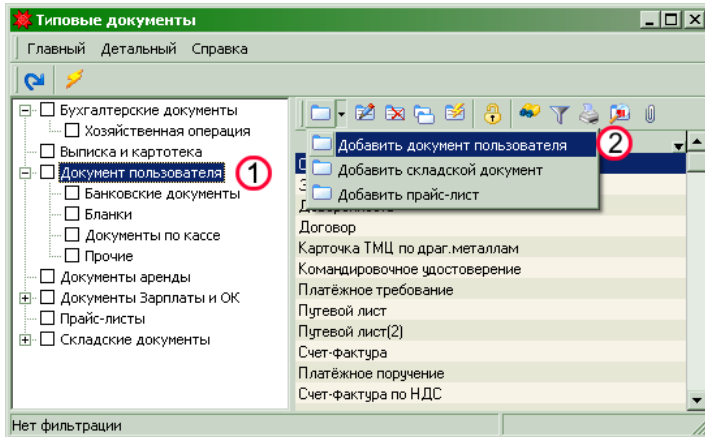 Типовые документы
Главный Детальный Справка
Бухгалтерские документы
Хозяйственная операция
Выписка и картотека
Документ пользователя
1
Банковские документы
Бланки
Документы по кассе
Прочие
Документы аренды
Документы Зарплаты и ОК
Прайс-листы
Складские документы
Добавить документ пользователя
2
Добавить складской документ
Добавить прайс-лист
Договор
Карточка ТМЦ по драг.металлам
Командировочное удостоверение
Платёжное требование
Путевой лист
Путевой лист(2)
Счет-фактура
Платёжное поручение
Счет-фактура по НДС
Нет фильтрации